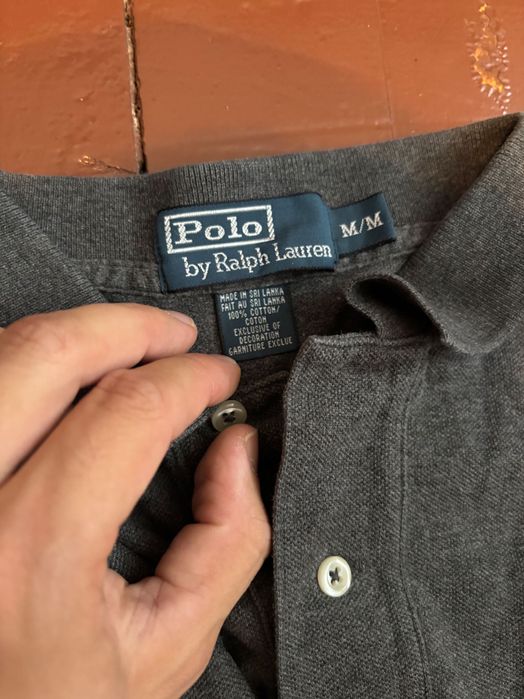 Polo
by Ralph Lauren
M/M
MADE IN SRI LANKA
FAIT AU SRI LANKA
100% COTTON/
COTON
EXCLUSIVE OF
DECORATION
GARNITURE EXCLUE